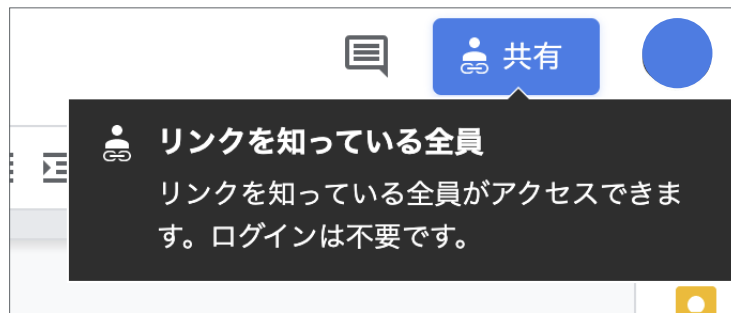 共有
リンクを知っている全員
リンクを知っている全員がアクセスできま
す。ログインは不要です。